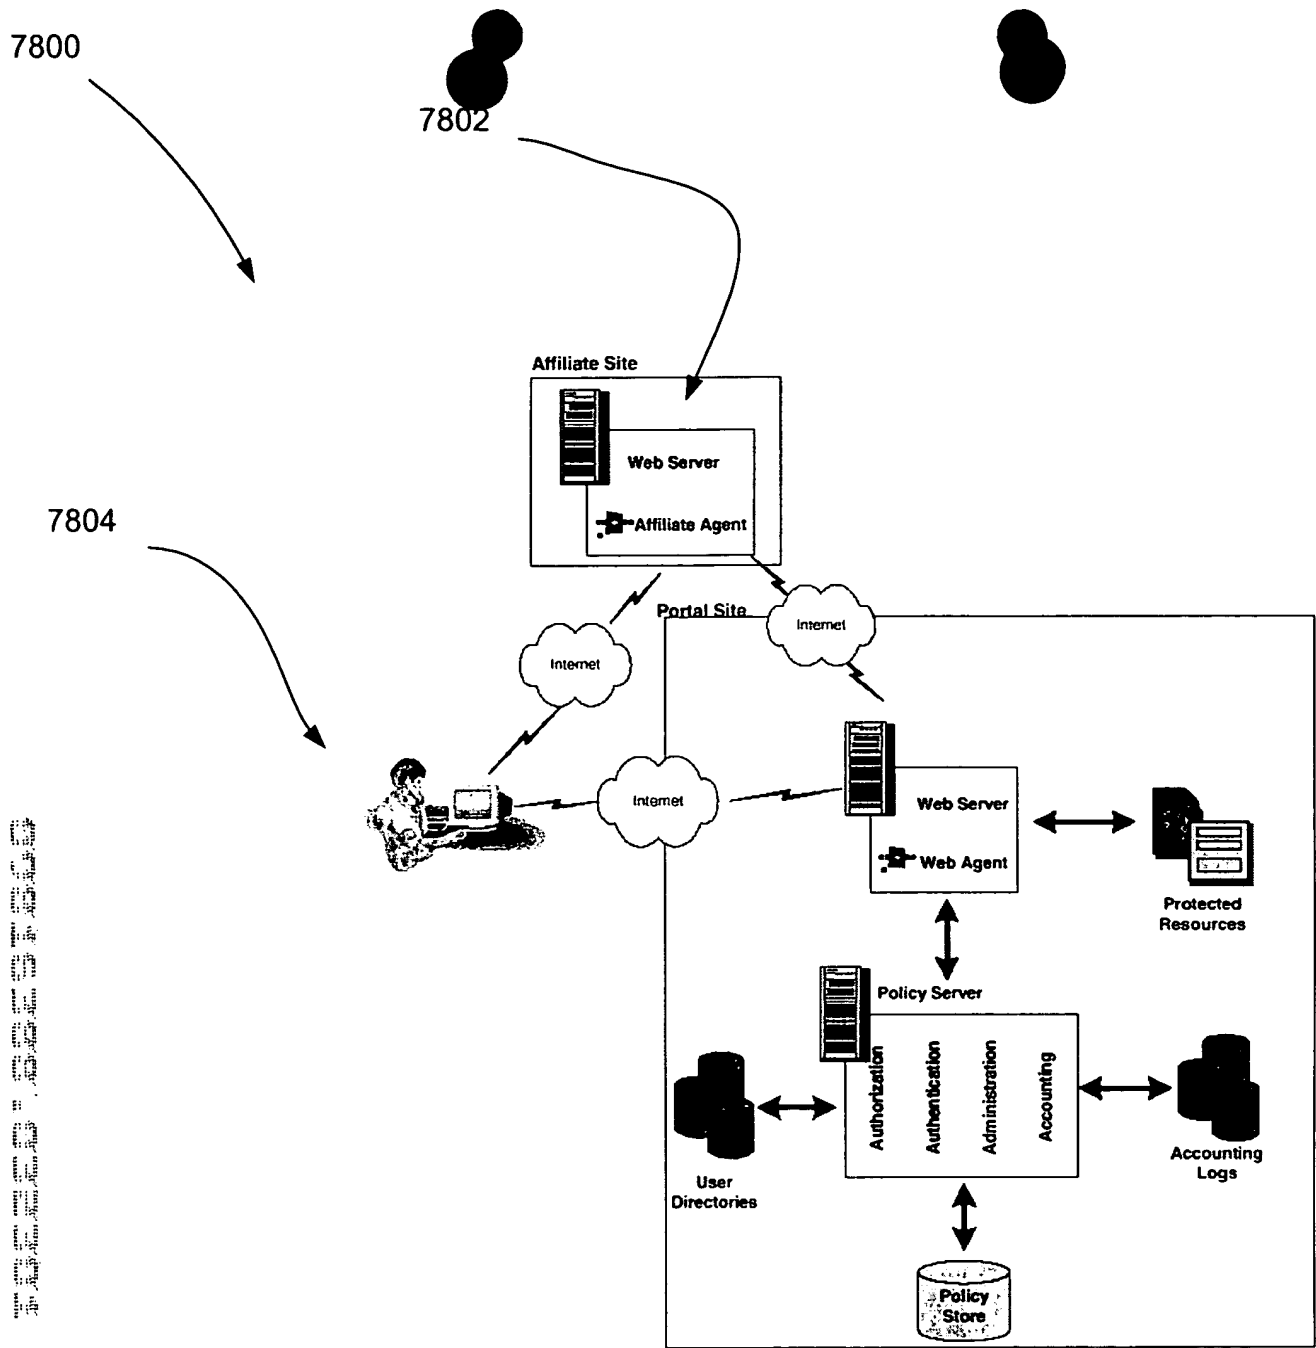 7800
7802
Affiliate Site
Web Server
Affiliate Agent
7804
Portal Site
Internet
Internet
Internet
Web Server
Web Agent
Protected
Resources
Policy Server
Authorization
Authentication
Administration
Accounting
User
Directories
Accounting
Logs
Policy
Store